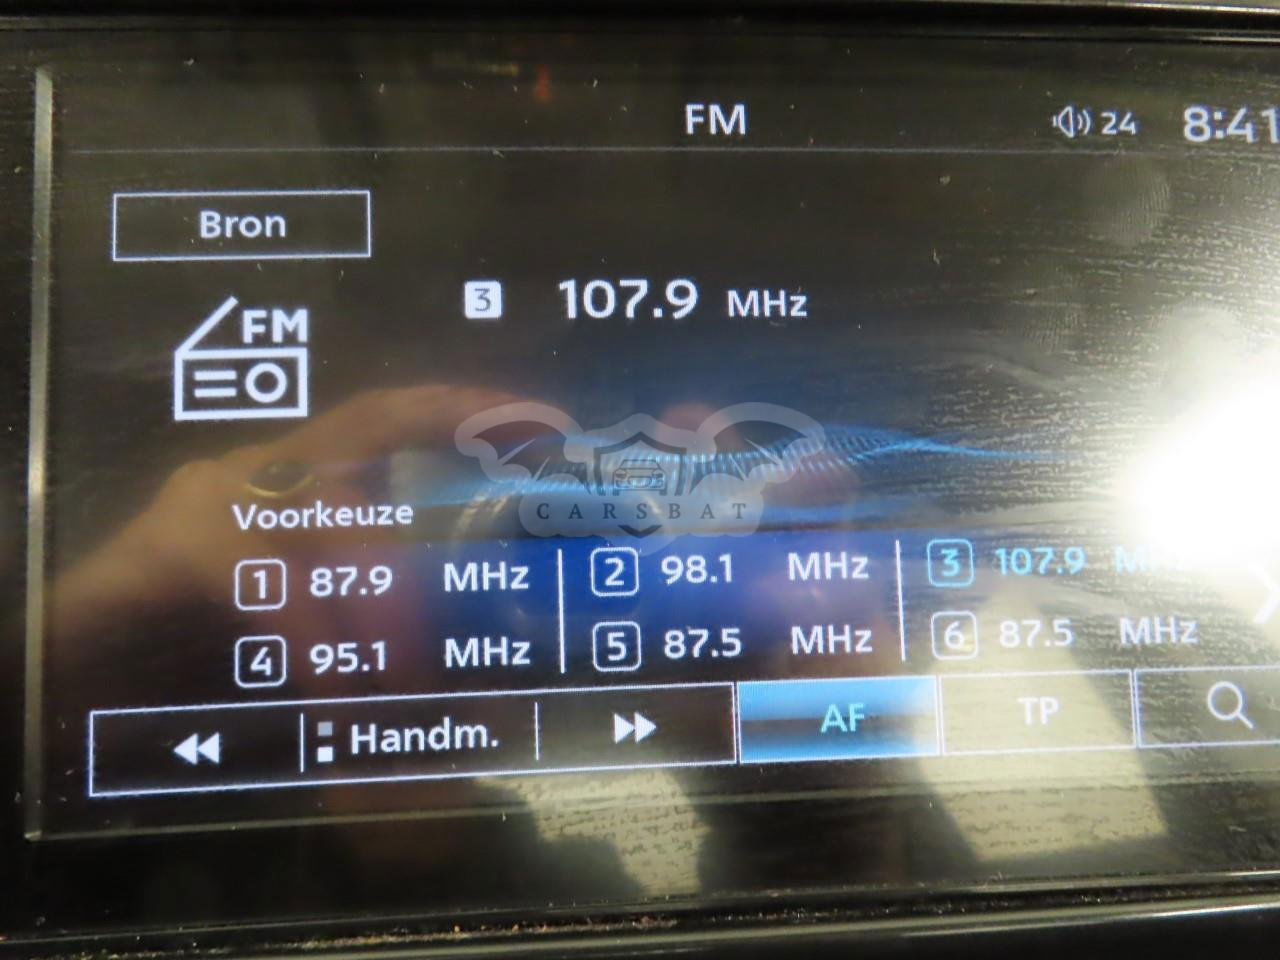 FM
24 8:41
Bron
FM
3 107.9 MHz
CARSBAT
Voorkeuze
1 87.9 MHz 2 98.1 MHz 3 107.9 MHz
4 95.1 MHz 5 87.5 MHz 6 87.5 MHz
Handm. AF TP